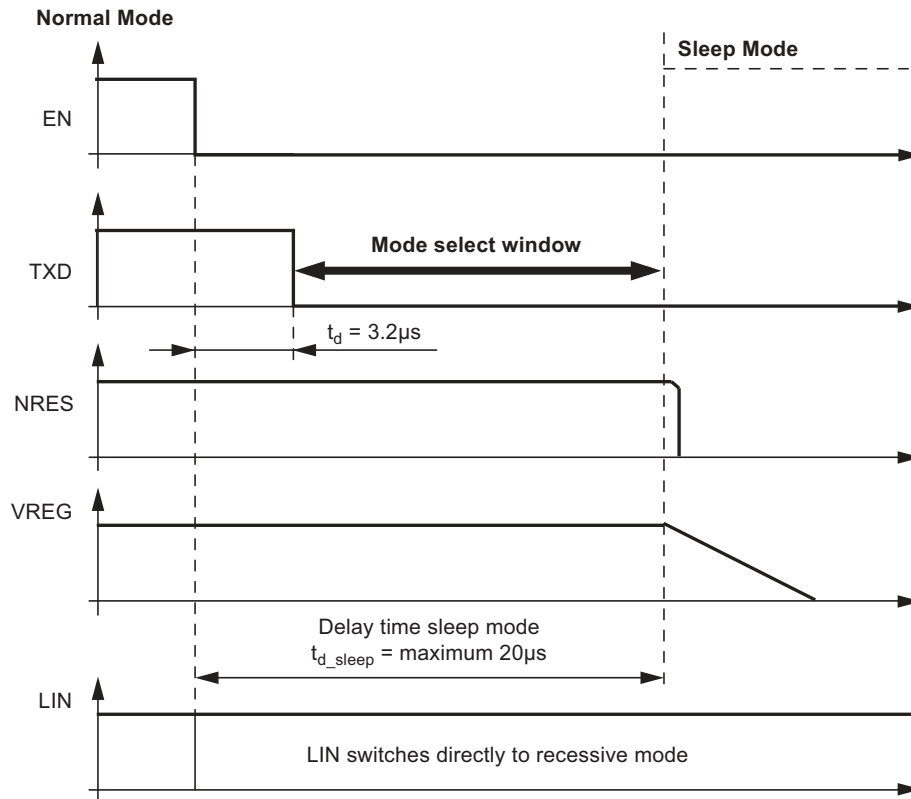 Normal Mode
Sleep Mode
EN
Mode select window
TXD
t_d = 3.2µs
NRES
VREG
Delay time sleep mode
t_d_sleep = maximum 20µs
LIN
LIN switches directly to recessive mode